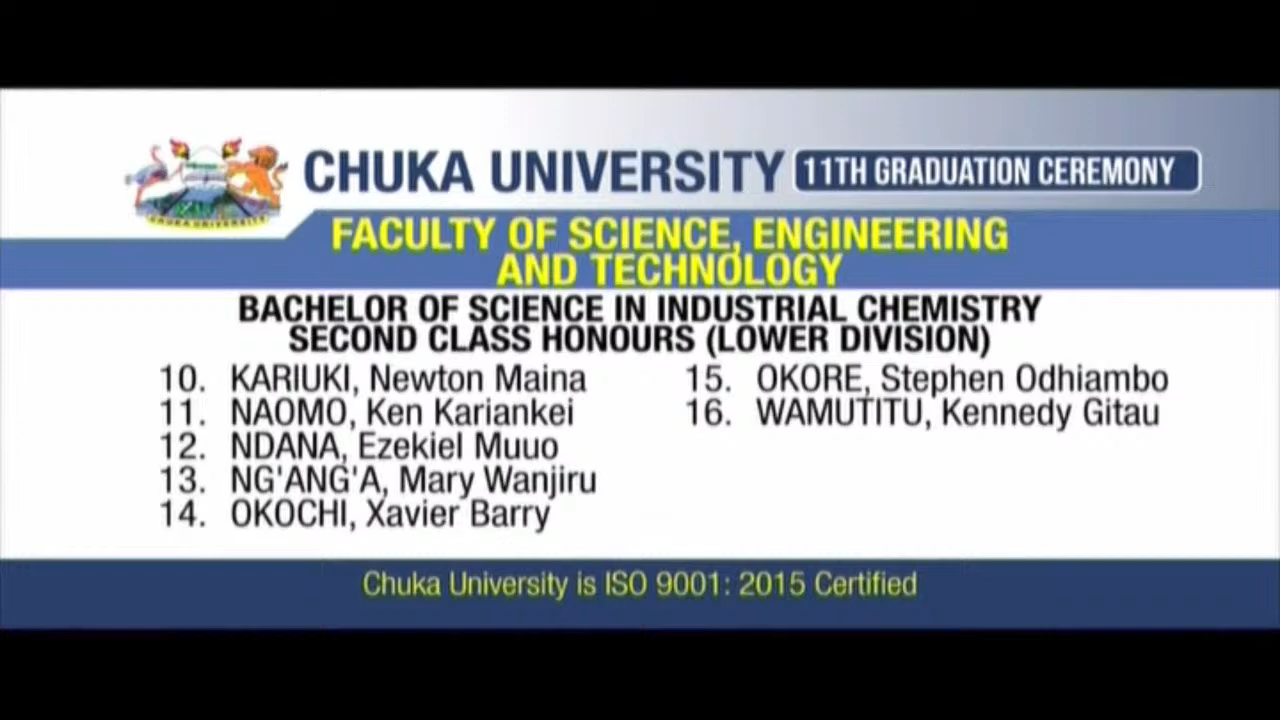 CHUKA UNIVERSITY
CHUKA UNIVERSITY 11TH GRADUATION CEREMONY
FACULTY OF SCIENCE, ENGINEERING
AND TECHNOLOGY
BACHELOR OF SCIENCE IN INDUSTRIAL CHEMISTRY
SECOND CLASS HONOURS (LOWER DIVISION)
10. KARIUKI, Newton Maina
11. NAOMO, Ken Kariankei
12. NDANA, Ezekiel Muuo
13. NG'ANG'A, Mary Wanjiru
14. OKOCHI, Xavier Barry
15. OKORE, Stephen Odhiambo
16. WAMUTITU, Kennedy Gitau
Chuka University is ISO 9001: 2015 Certified